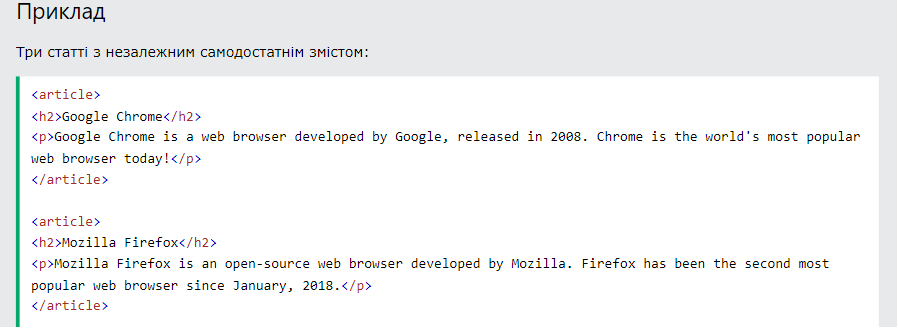 Приклад
Три статті з незалежним самодостатнім змістом:
<article>
<h2>Google Chrome</h2>
<p>Google Chrome is a web browser developed by Google, released in 2008. Chrome is the world's most popular
web browser today!</p>
</article>
<article>
<h2>Mozilla Firefox</h2>
<p>Mozilla Firefox is an open-source web browser developed by Mozilla. Firefox has been the second most
popular web browser since January, 2018.</p>
</article>